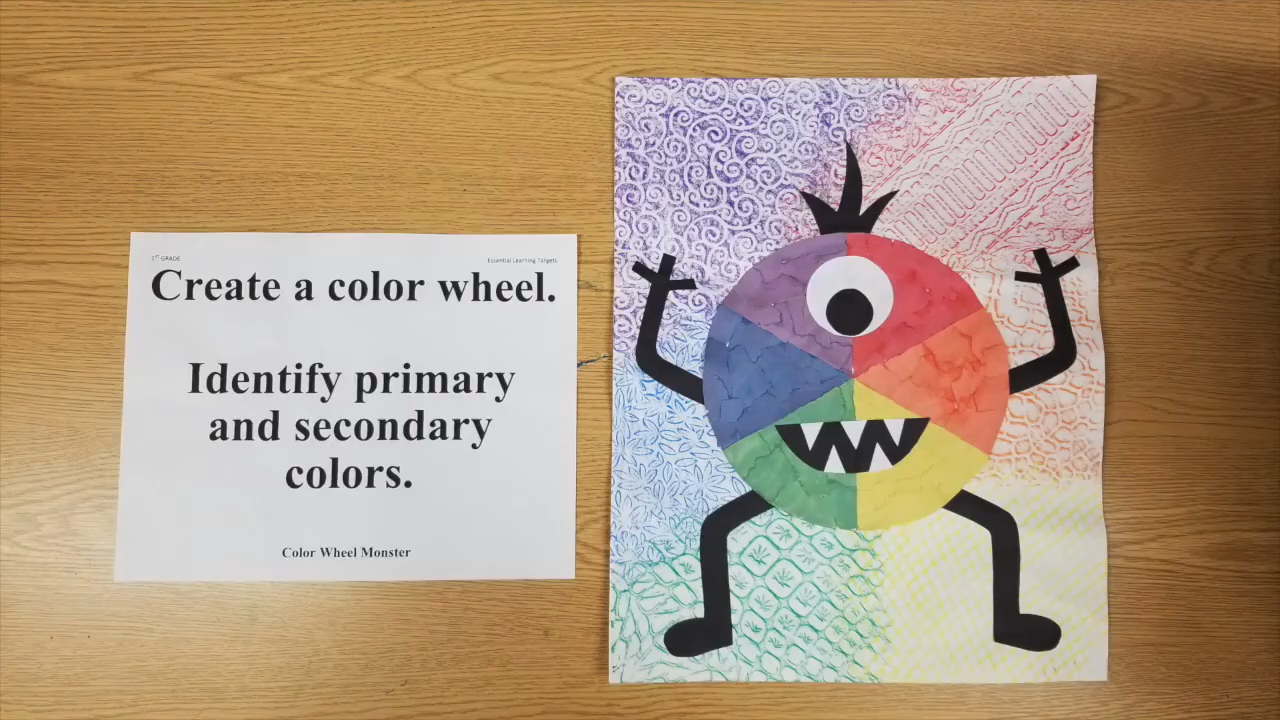 1ST GRADE
Essential Learning Targets
Create a color wheel.
Identify primary
and secondary
colors.
Color Wheel Monster